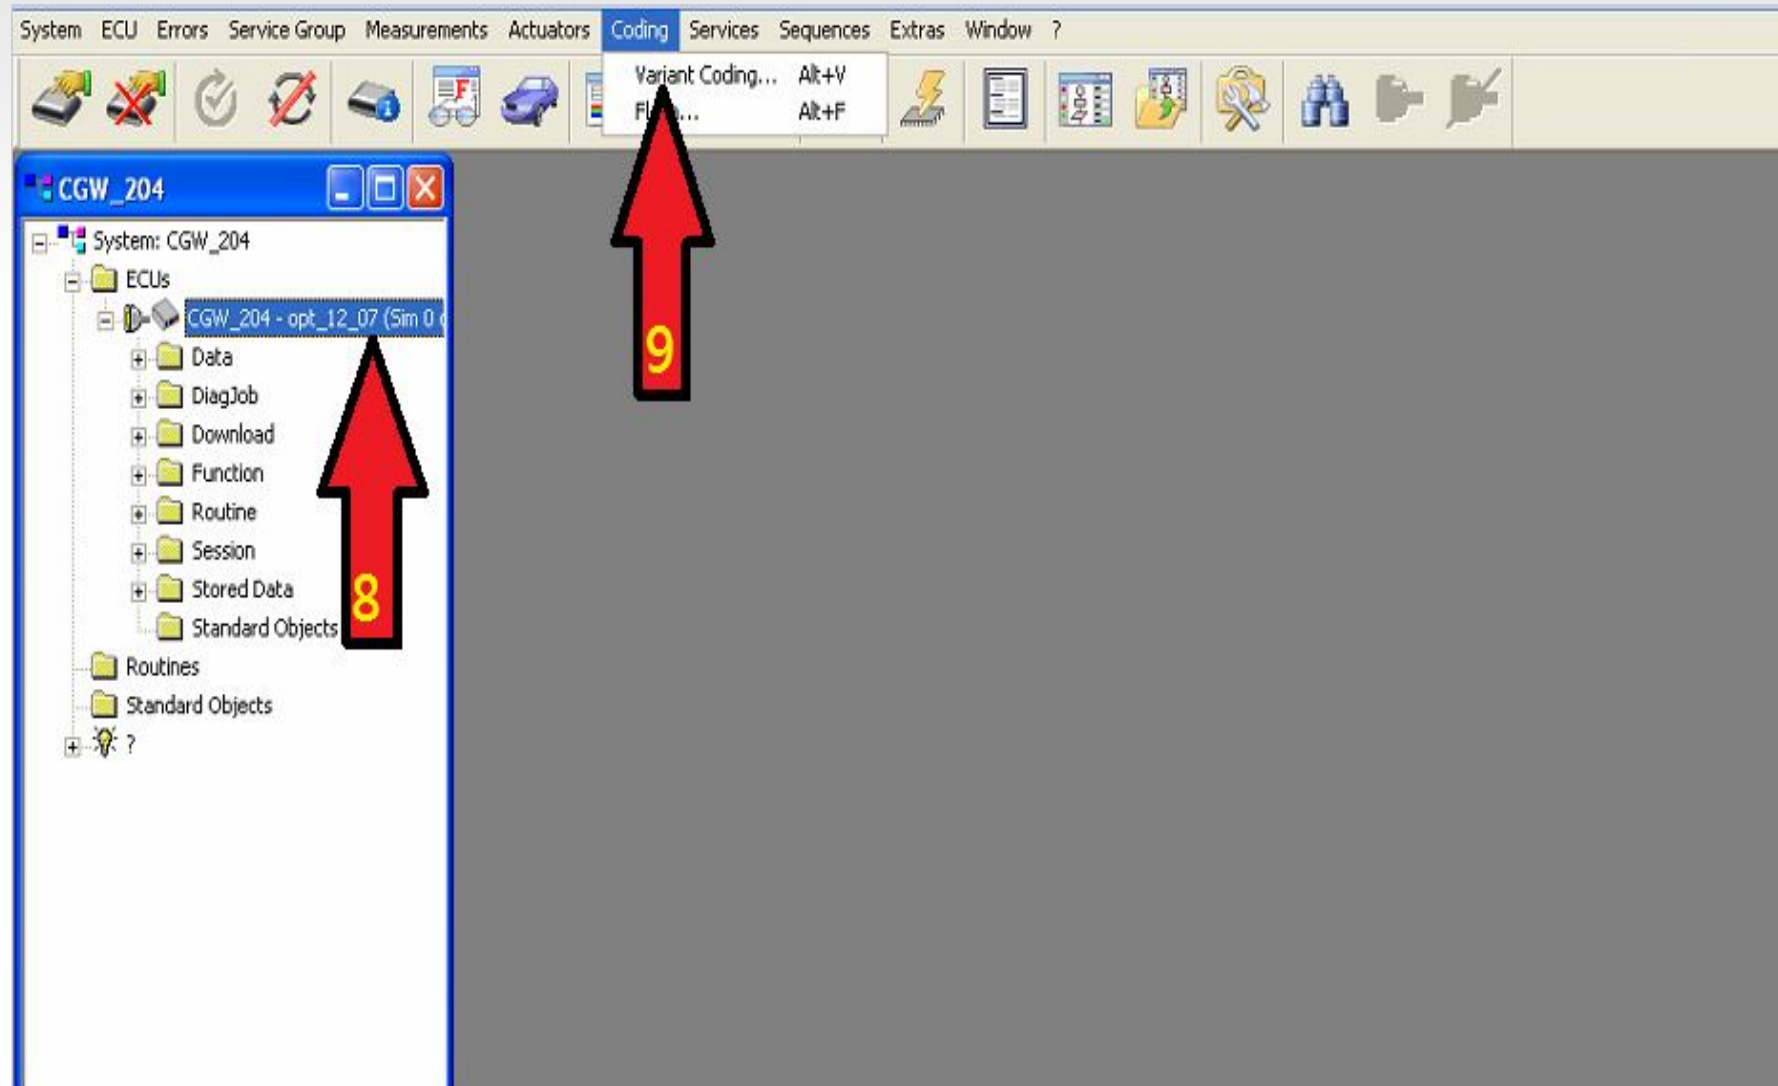 System ECU Errors Service Group Measurements Actuators Coding Services Sequences Extras Window ?
Variant Coding... Alt+V
Alt+F
CGW_204
System: CGW_204
ECUs
CGW_204 - opt_12_07 (Sim 0
Data
DiagJob
Download
Function
Routine
Session
Stored Data
Standard Objects
Routines
Standard Objects
?
9
8